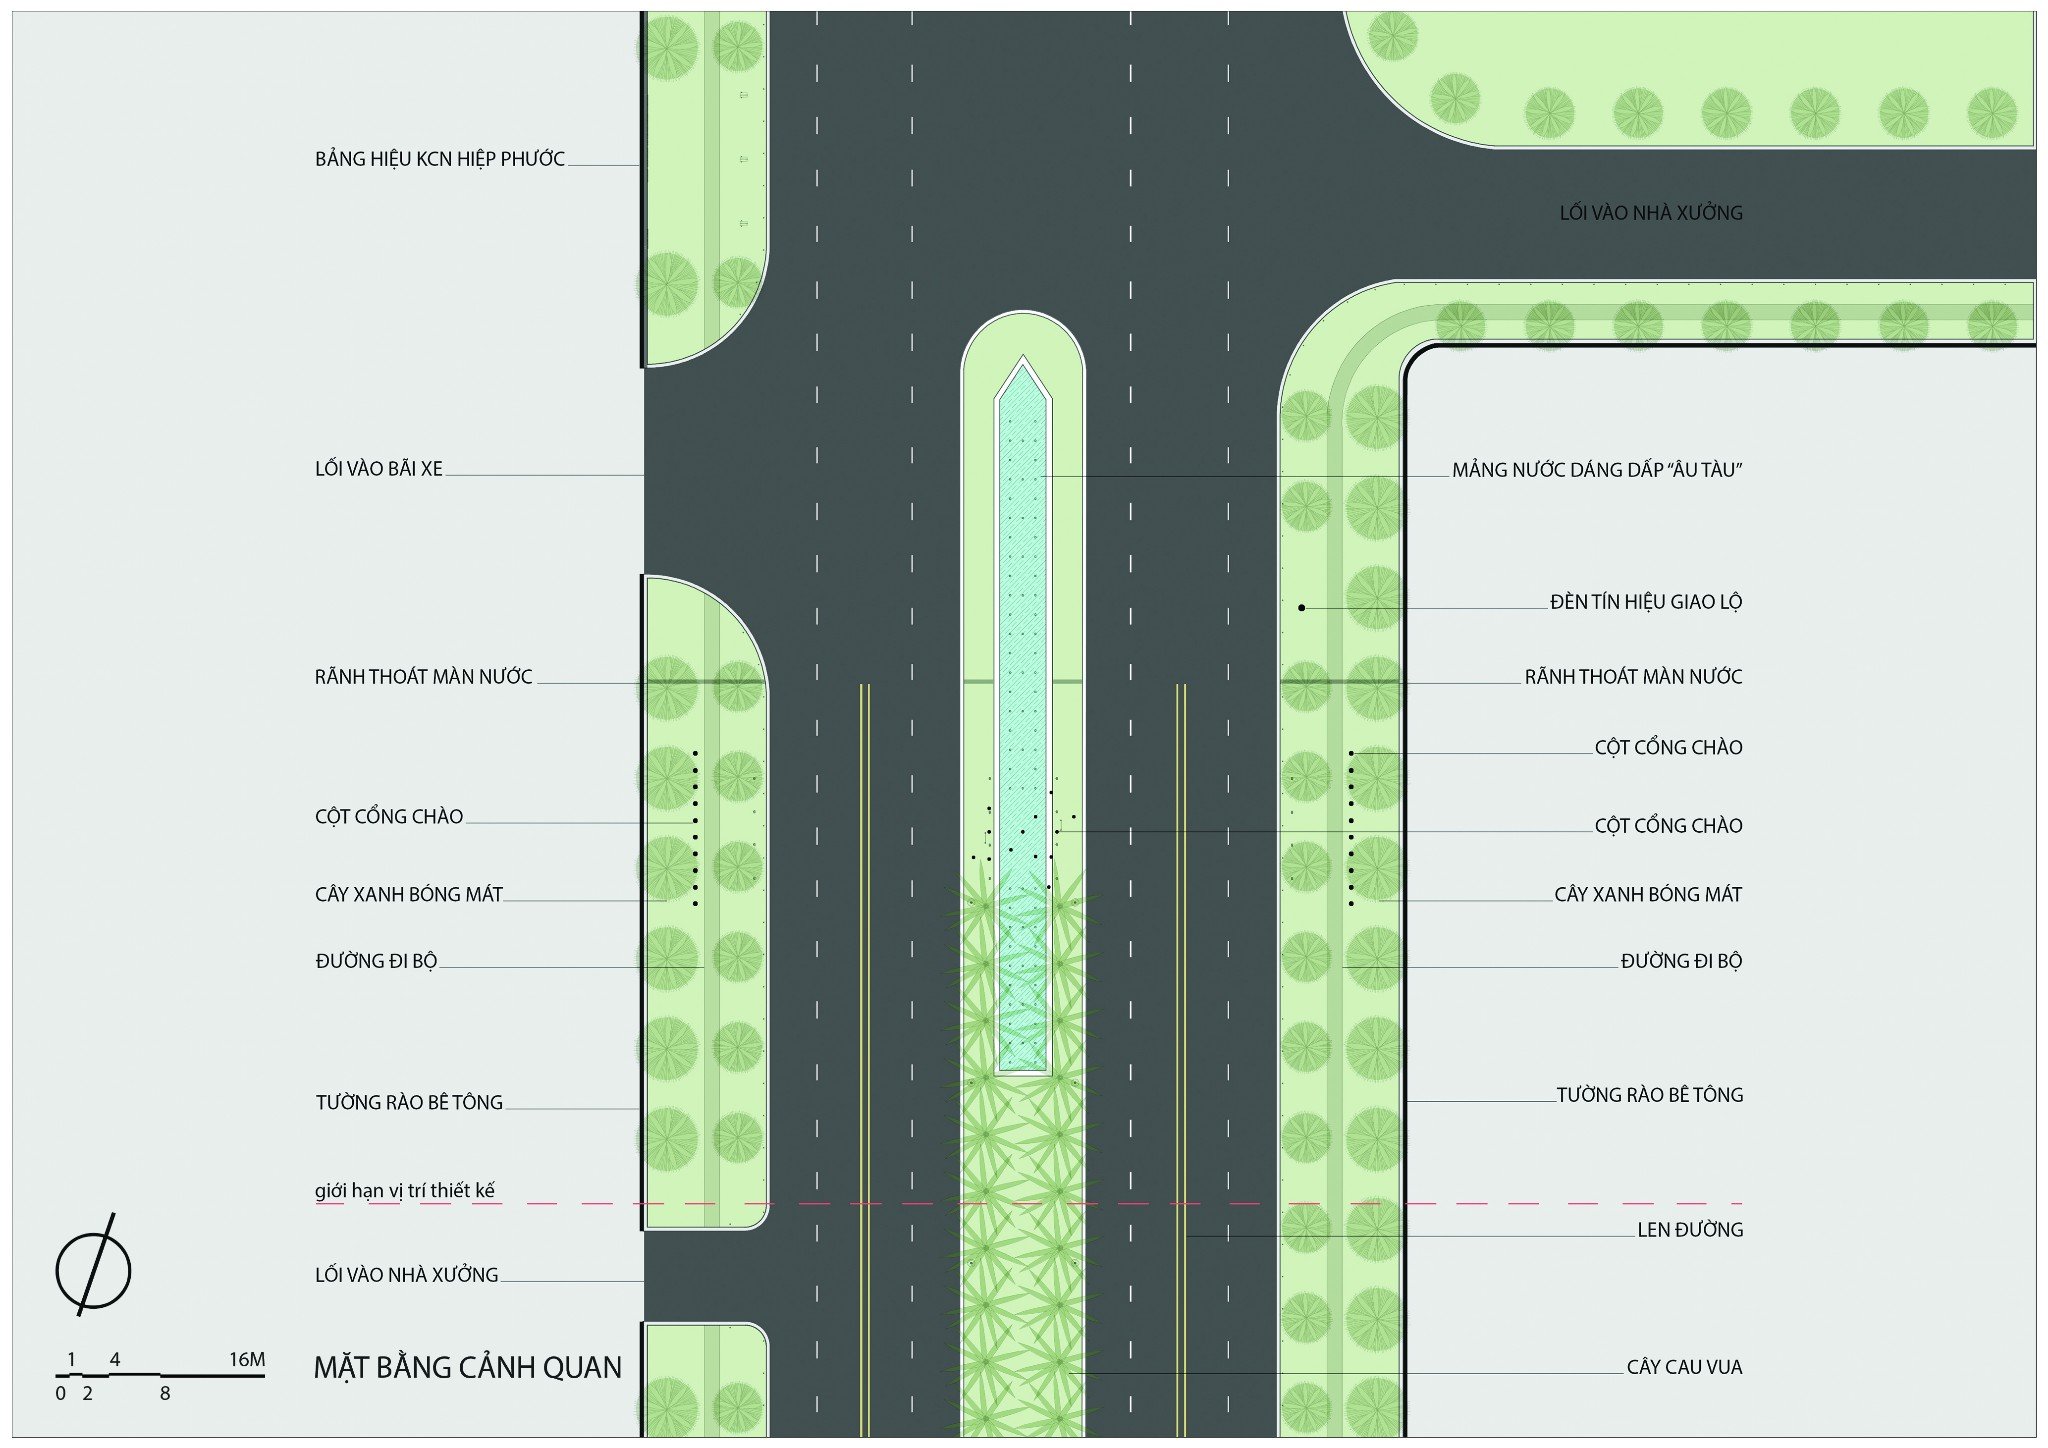 BẢNG HIỆU KCN HIỆP PHƯỚC
LỐI VÀO NHÀ XƯỞNG
LỐI VÀO BÃI XE
MẢNG NƯỚC DÁNG DẤP “ÂU TÀU”
ĐÈN TÍN HIỆU GIAO LỘ
RÃNH THOÁT MÀN NƯỚC
RÃNH THOÁT MÀN NƯỚC
CỘT CỔNG CHÀO
CỘT CỔNG CHÀO
CỘT CỔNG CHÀO
CÂY XANH BÓNG MÁT
CÂY XANH BÓNG MÁT
ĐƯỜNG ĐI BỘ
ĐƯỜNG ĐI BỘ
TƯỜNG RÀO BÊ TÔNG
TƯỜNG RÀO BÊ TÔNG
giới hạn vị trí thiết kế
LEN ĐƯỜNG
LỐI VÀO NHÀ XƯỞNG
1 4 16M
0 2 8
MẶT BẰNG CẢNH QUAN
CÂY CAU VUA